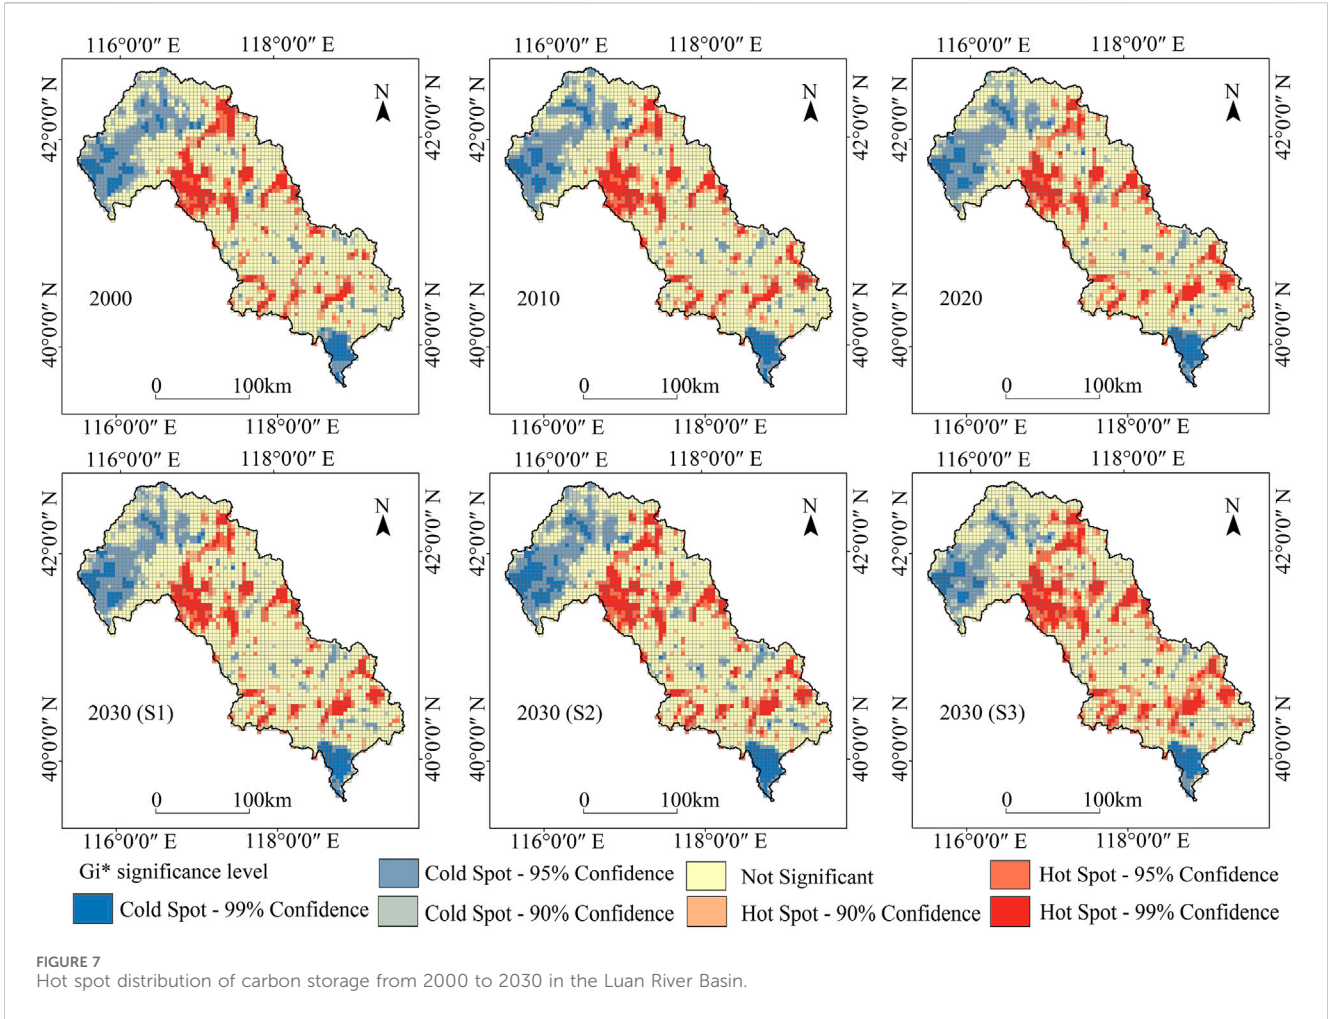 116°0′0″ E 118°0′0″ E 116°0′0″ E 118°0′0″ E 116°0′0″ E 118°0′0″ E
42°0′0″ N N 42°0′0″ N 42°0′0″ N N 42°0′0″ N 42°0′0″ N N 42°0′0″ N
2000 2010 2020
40°0′0″ N 40°0′0″ N 40°0′0″ N 40°0′0″ N 40°0′0″ N 40°0′0″ N
0 100km 0 100km 0 100km
116°0′0″ E 118°0′0″ E 116°0′0″ E 118°0′0″ E 116°0′0″ E 118°0′0″ E
116°0′0″ E 118°0′0″ E 116°0′0″ E 118°0′0″ E 116°0′0″ E 118°0′0″ E
42°0′0″ N N 42°0′0″ N 42°0′0″ N N 42°0′0″ N 42°0′0″ N N 42°0′0″ N
2030 (S1) 2030 (S2) 2030 (S3)
40°0′0″ N 40°0′0″ N 40°0′0″ N 40°0′0″ N 40°0′0″ N 40°0′0″ N
0 100km 0 100km 0 100km
116°0′0″ E 118°0′0″ E 116°0′0″ E 118°0′0″ E 116°0′0″ E 118°0′0″ E
Gi* significance level Cold Spot - 95% Confidence Not Significant Hot Spot - 95% Confidence
Cold Spot - 99% Confidence Cold Spot - 90% Confidence Hot Spot - 90% Confidence Hot Spot - 99% Confidence
FIGURE 7
Hot spot distribution of carbon storage from 2000 to 2030 in the Luan River Basin.